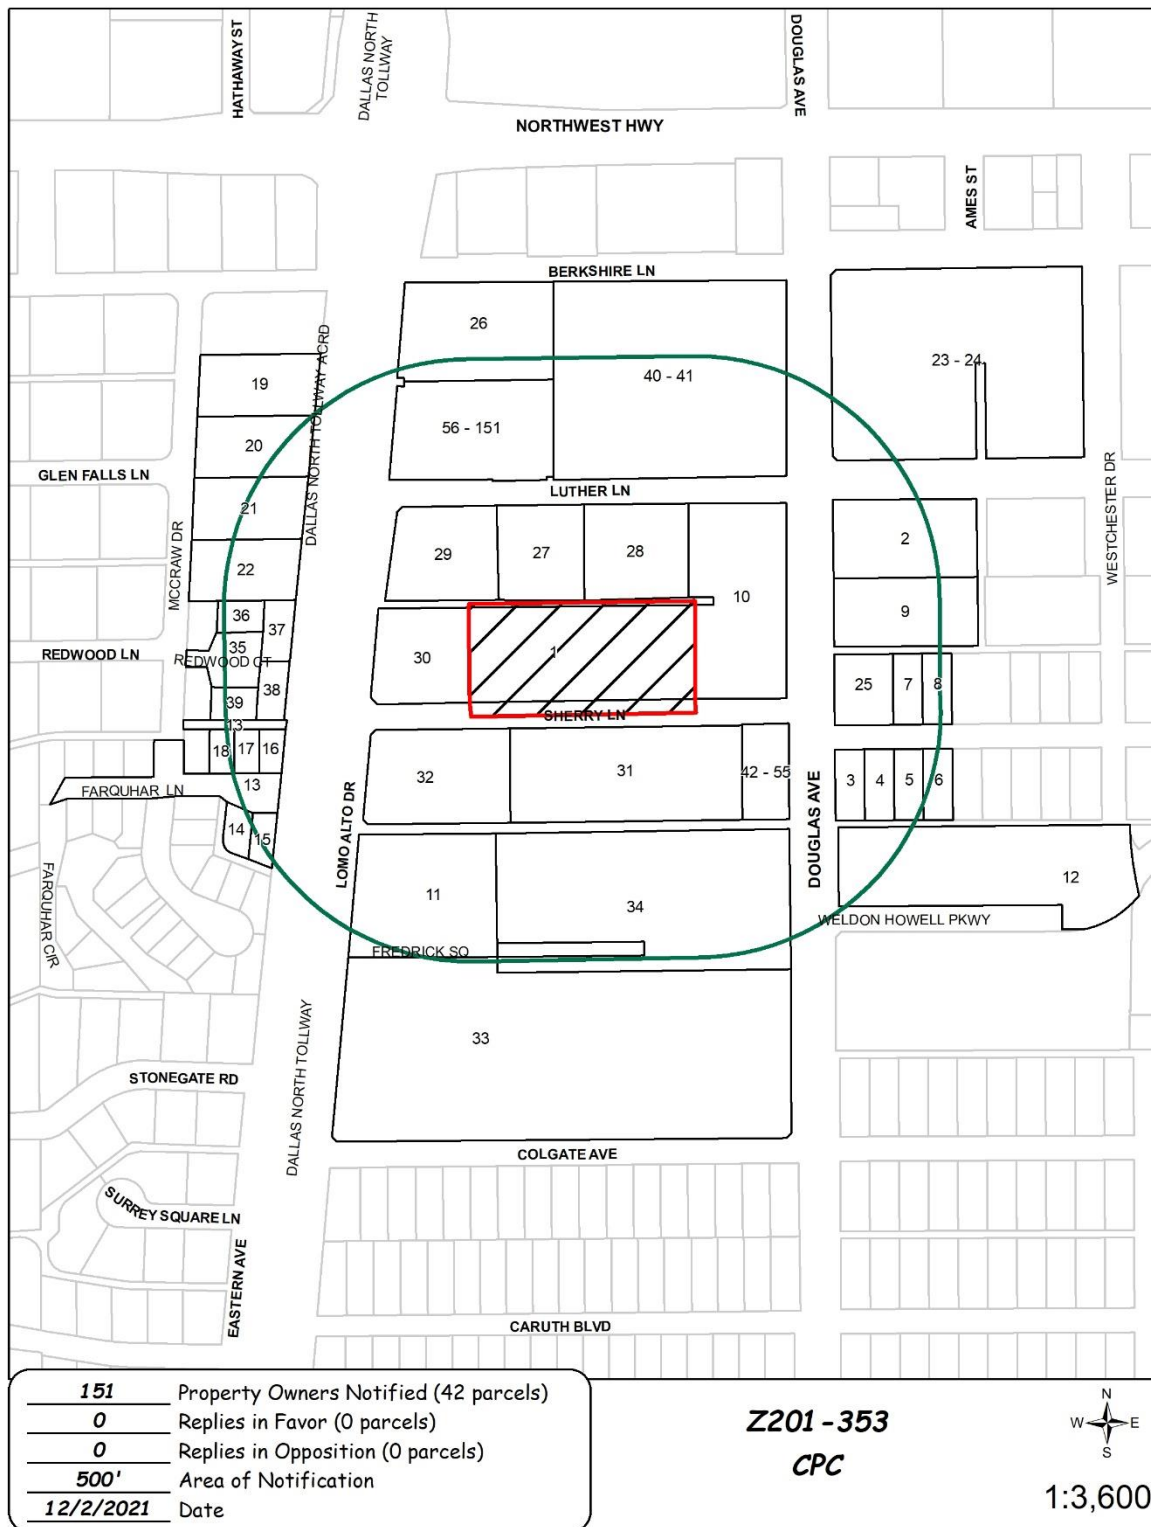 HATHAWAY ST
DALLAS NORTH
TOLLWAY
DOUGLAS AVE
NORTHWEST HWY
AMES ST
BERKSHIRE LN
26
40 - 41
23 - 24
19
DALLAS NORTH TOLLWAY ACRD
20
56 - 151
GLEN FALLS LN
LUTHER LN
WESTCHESTER DR
21
MCCRAW DR
29
27
28
2
22
10
9
36
37
35
REDWOOD LN
REDWOOD CT
30
1
25
7
8
38
39
SHERRY LN
13
18
17
16
32
31
42 - 55
3
4
5
6
13
FARQUHAR LN
LOMO ALTO DR
DOUGLAS AVE
14
15
FARQUHAR CIR
11
34
12
WELDON HOWELL PKWY
FREDRICK SQ
33
DALLAS NORTH TOLLWAY
STONEGATE RD
COLGATE AVE
SURREY SQUARE LN
EASTERN AVE
CARUTH BLVD
151 Property Owners Notified (42 parcels)
0 Replies in Favor (0 parcels)
0 Replies in Opposition (0 parcels)
500' Area of Notification
12/2/2021 Date
Z201-353
CPC
N
W E
S
1:3,600